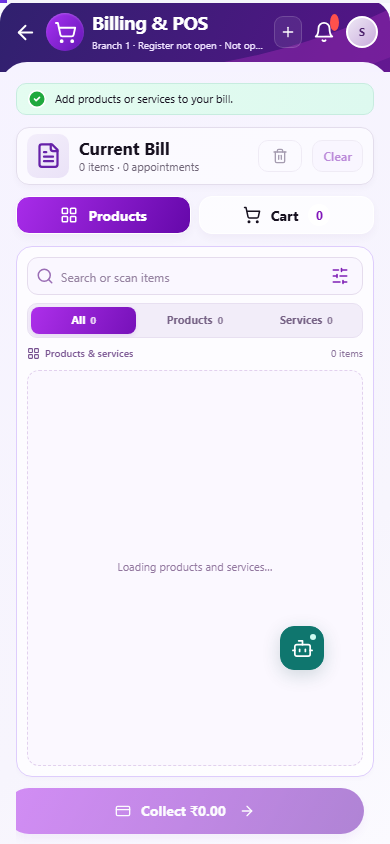 Billing & POS
Branch 1 · Register not open · Not op...
S
Add products or services to your bill.
Current Bill
0 items · 0 appointments
Clear
Products
Cart 0
Search or scan items
All 0
Products 0
Services 0
Products & services
0 items
Loading products and services...
Collect ₹0.00